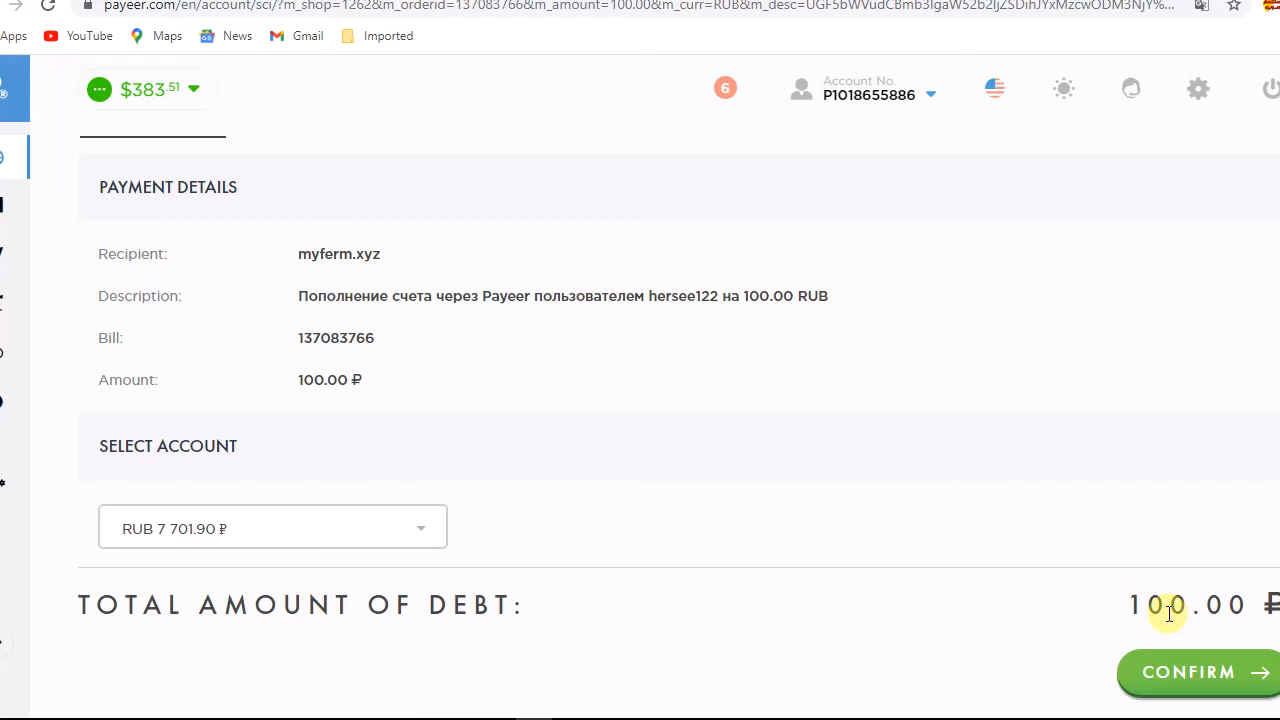 payeer.com/en/account/sci/?m_shop=1262&m_orderid=137083766&m_amount=100.00&m_curr=RUB&m_desc=UGF5bWVudCBmb3IgaW52b2ljZSDihJYxMzcwODM3NjY%...
Apps YouTube Maps News Gmail Imported
$383.51 6 Account No.
P1018655886
PAYMENT DETAILS
Recipient: myferm.xyz
Description: Пополнение счета через Payeer пользователем hersee122 на 100.00 RUB
Bill: 137083766
Amount: 100.00 ₽
SELECT ACCOUNT
RUB 7 701.90 ₽
TOTAL AMOUNT OF DEBT: 100.00 ₽
CONFIRM